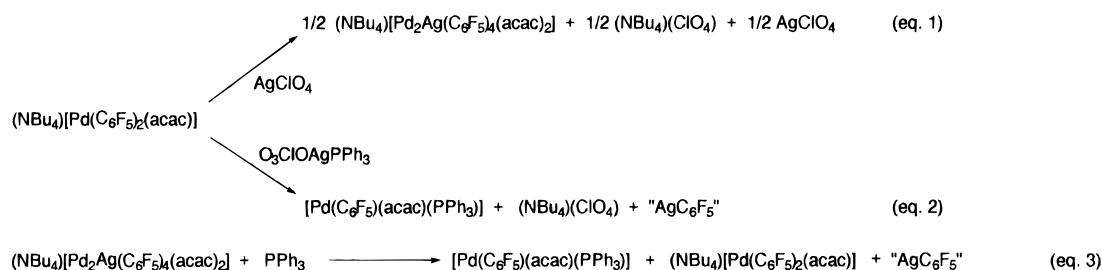 1/2 (NBu4)[Pd2Ag(C6F5)4(acac)2] + 1/2 (NBu4)(ClO4) + 1/2 AgClO4 (eq. 1)
AgClO4
(NBu4)[Pd(C6F5)2(acac)]
O3ClOAgPPh3
[Pd(C6F5)(acac)(PPh3)] + (NBu4)(ClO4) + "AgC6F5" (eq. 2)
(NBu4)[Pd2Ag(C6F5)4(acac)2] + PPh3 [Pd(C6F5)(acac)(PPh3)] + (NBu4)[Pd(C6F5)2(acac)] + "AgC6F5" (eq. 3)